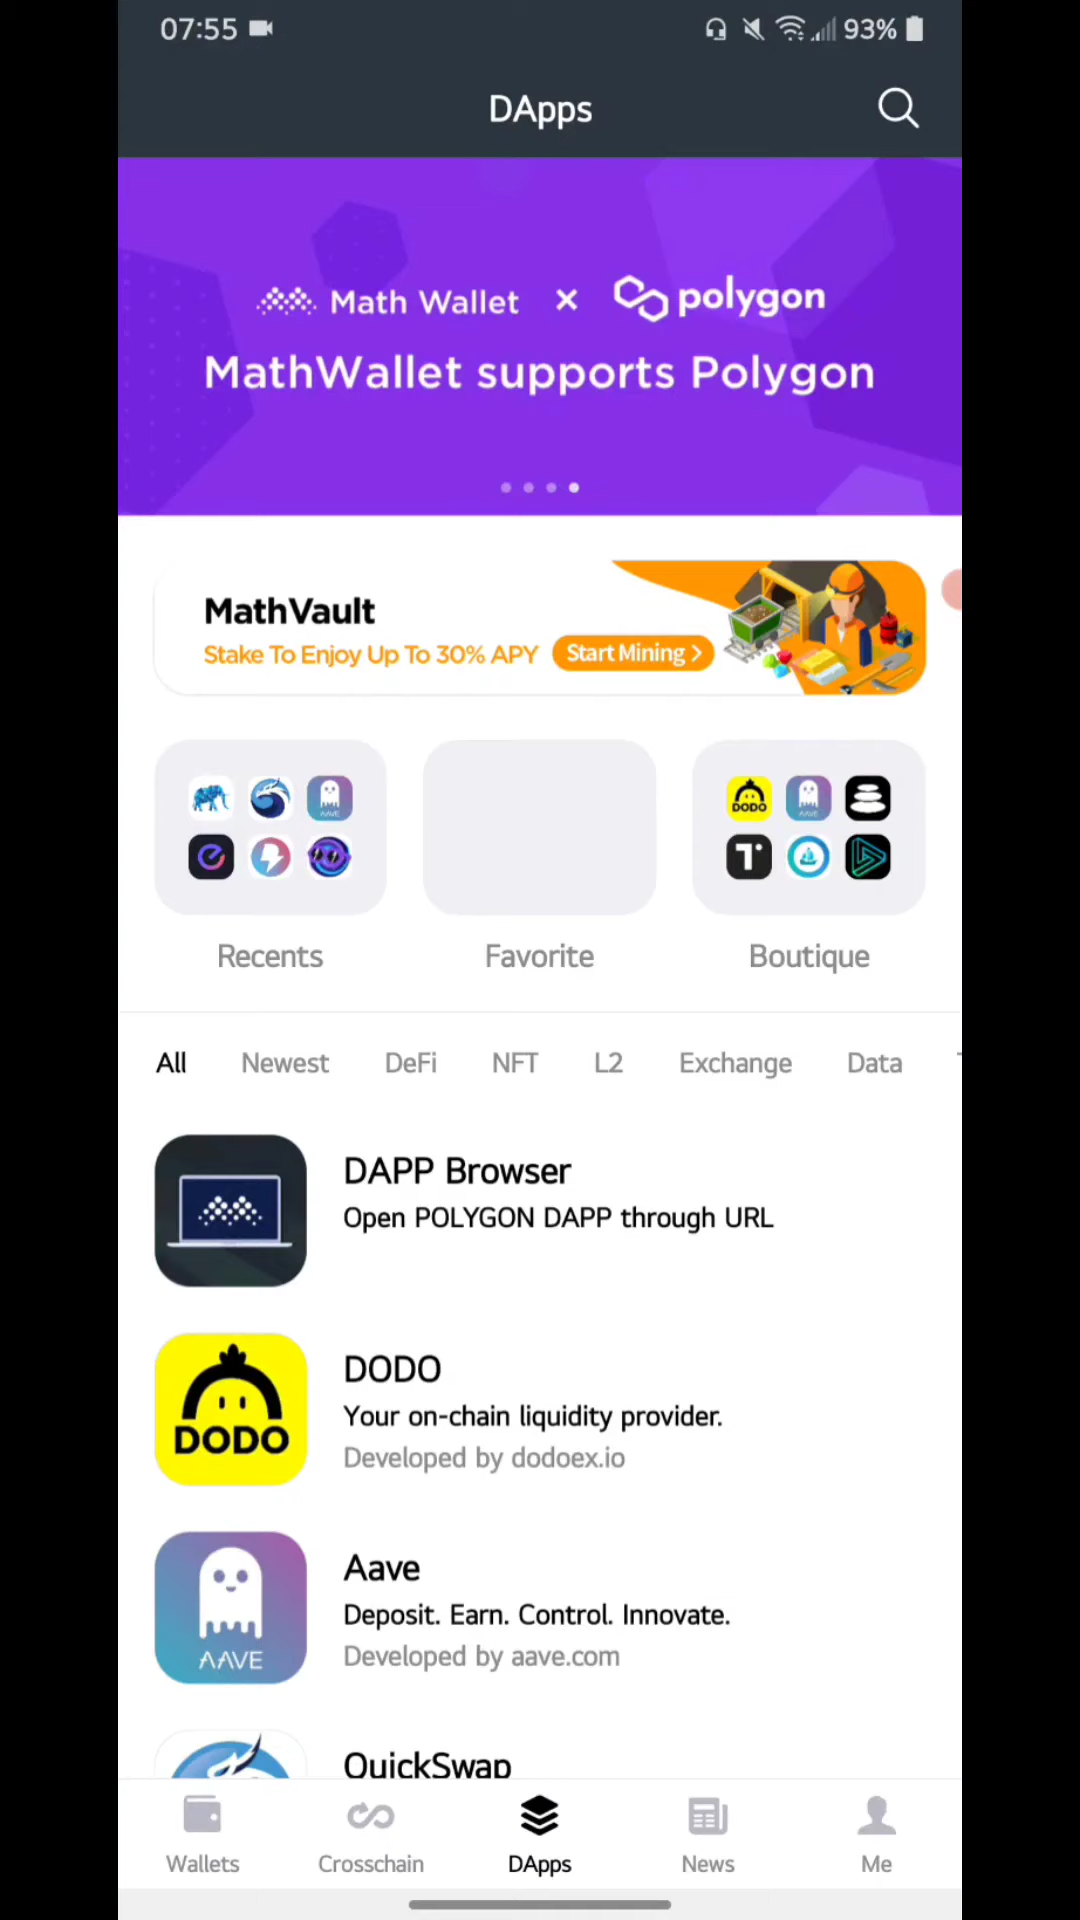 07:55
93%
DApps
Math Wallet × polygon
MathWallet supports Polygon
MathVault
Stake To Enjoy Up To 30% APY Start Mining >
AAVE
DODO AAVE
Recents Favorite Boutique
All Newest DeFi NFT L2 Exchange Data
DAPP Browser
Open POLYGON DAPP through URL
DODO
DODO
Your on-chain liquidity provider.
Developed by dodoex.io
AAVE
Aave
Deposit. Earn. Control. Innovate.
Developed by aave.com
QuickSwap
Wallets Crosschain DApps News Me